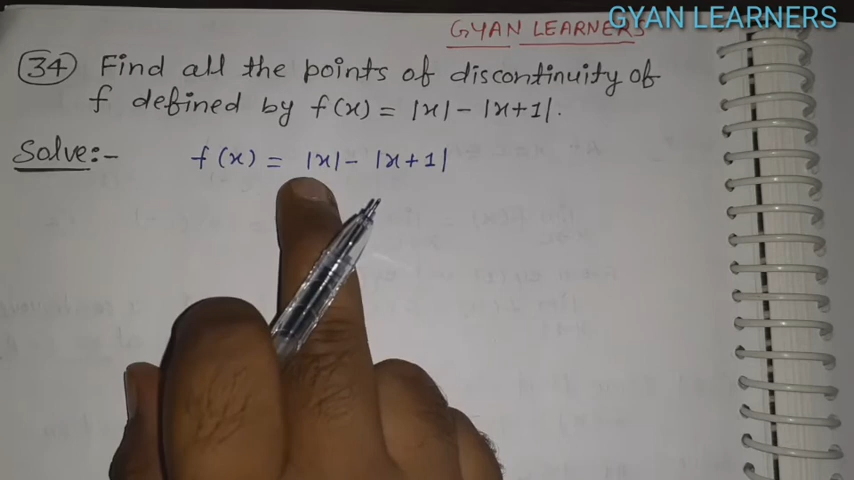 GYAN LEARNERS
GYAN LEARNERS
34 Find all the points of discontinuity of
f defined by f(x) = |x| - |x+1|.
Solve:-
f(x) = |x| - |x+1|